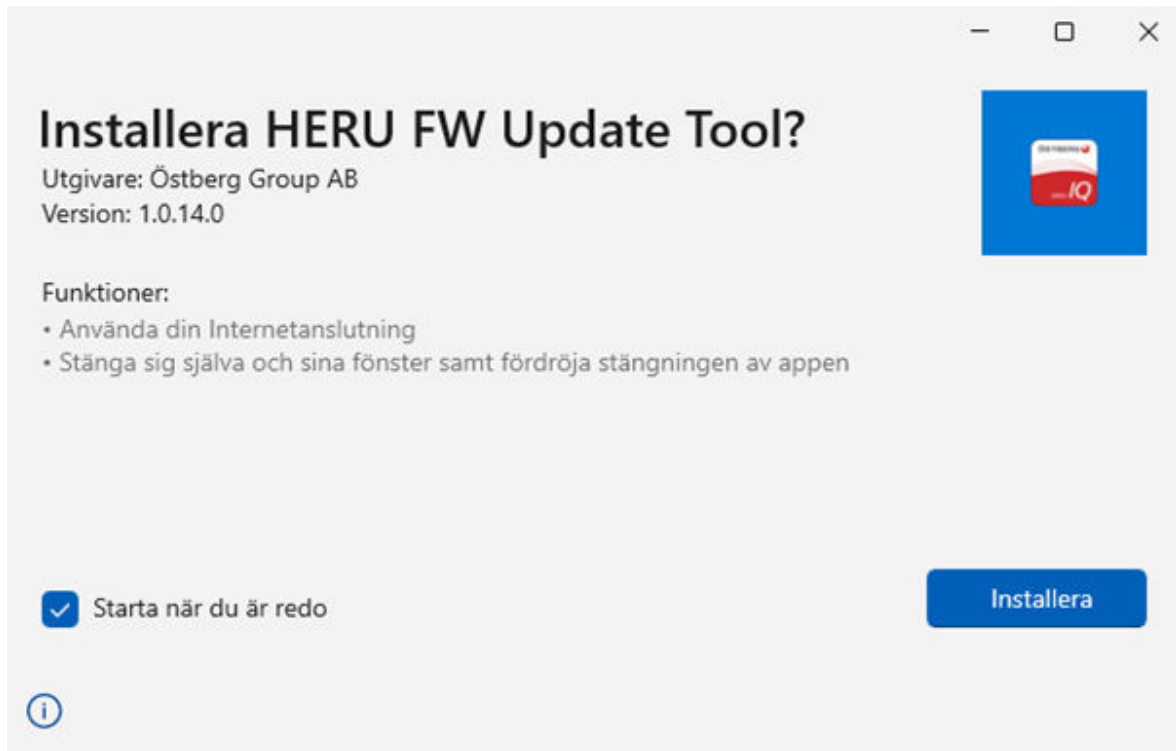 Installera HERU FW Update Tool?
Utgivare: Östberg Group AB
Version: 1.0.14.0
ÖSTBERG
IQ
Funktioner:
• Använda din Internetanslutning
• Stänga sig själva och sina fönster samt fördröja stängningen av appen
Starta när du är redo
Installera